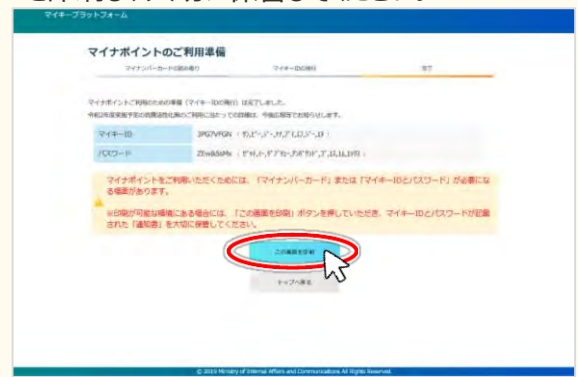 マイキープラットフォーム
マイナポイントのご利用準備
マイナンバーカードの読み取り マイキーIDの発行 完了
マイナポイントご利用のための準備（マイキーIDの発行）は完了しました。
マイキーID
パスワード
マイナポイントをご利用いただくためには、「マイナンバーカード」または「マイキーIDとパスワード」が必要にな
る場面があります。
※印刷が可能な環境にある場合には、「この画面を印刷」ボタンを押していただき、マイキーIDとパスワードが記載
された「通知書」を大切に保管してください。
この画面を印刷
トップへ戻る
© 2019 Ministry of Internal Affairs and Communications All Rights Reserved.